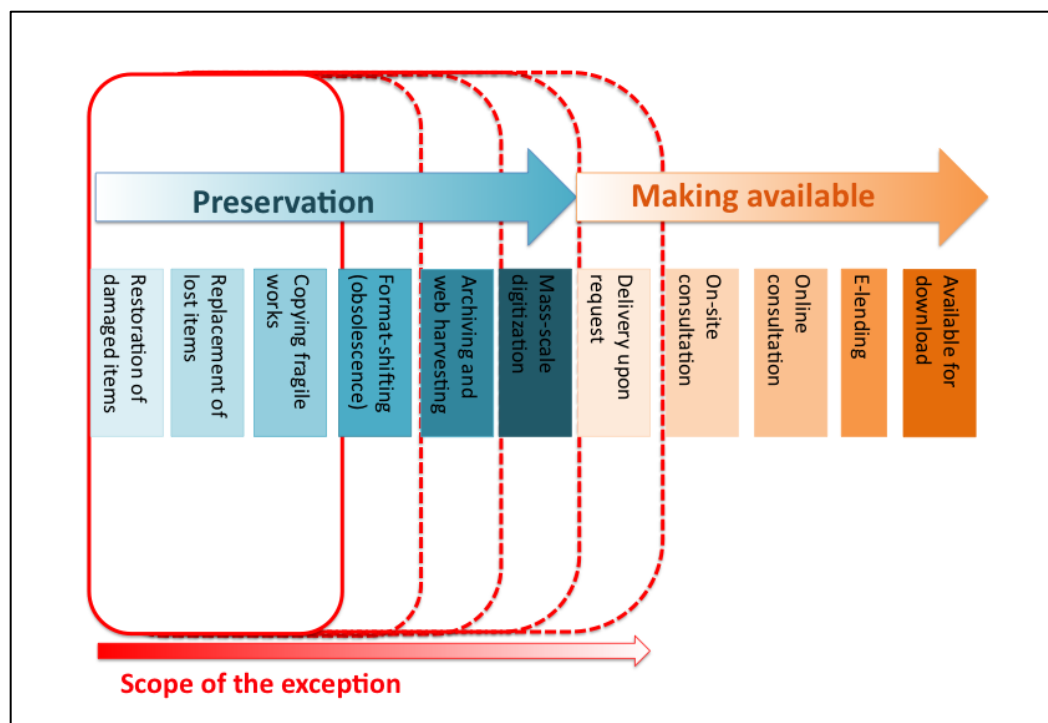 Preservation
Making available
Restoration of
damaged items
Replacement of
lost items
Copying fragile
works
Format-shifting
(obsolescence)
Archiving and
web harvesting
Mass-scale
digitization
Delivery upon
request
On-site
consultation
Online
consultation
E-lending
Available for
download
Scope of the exception